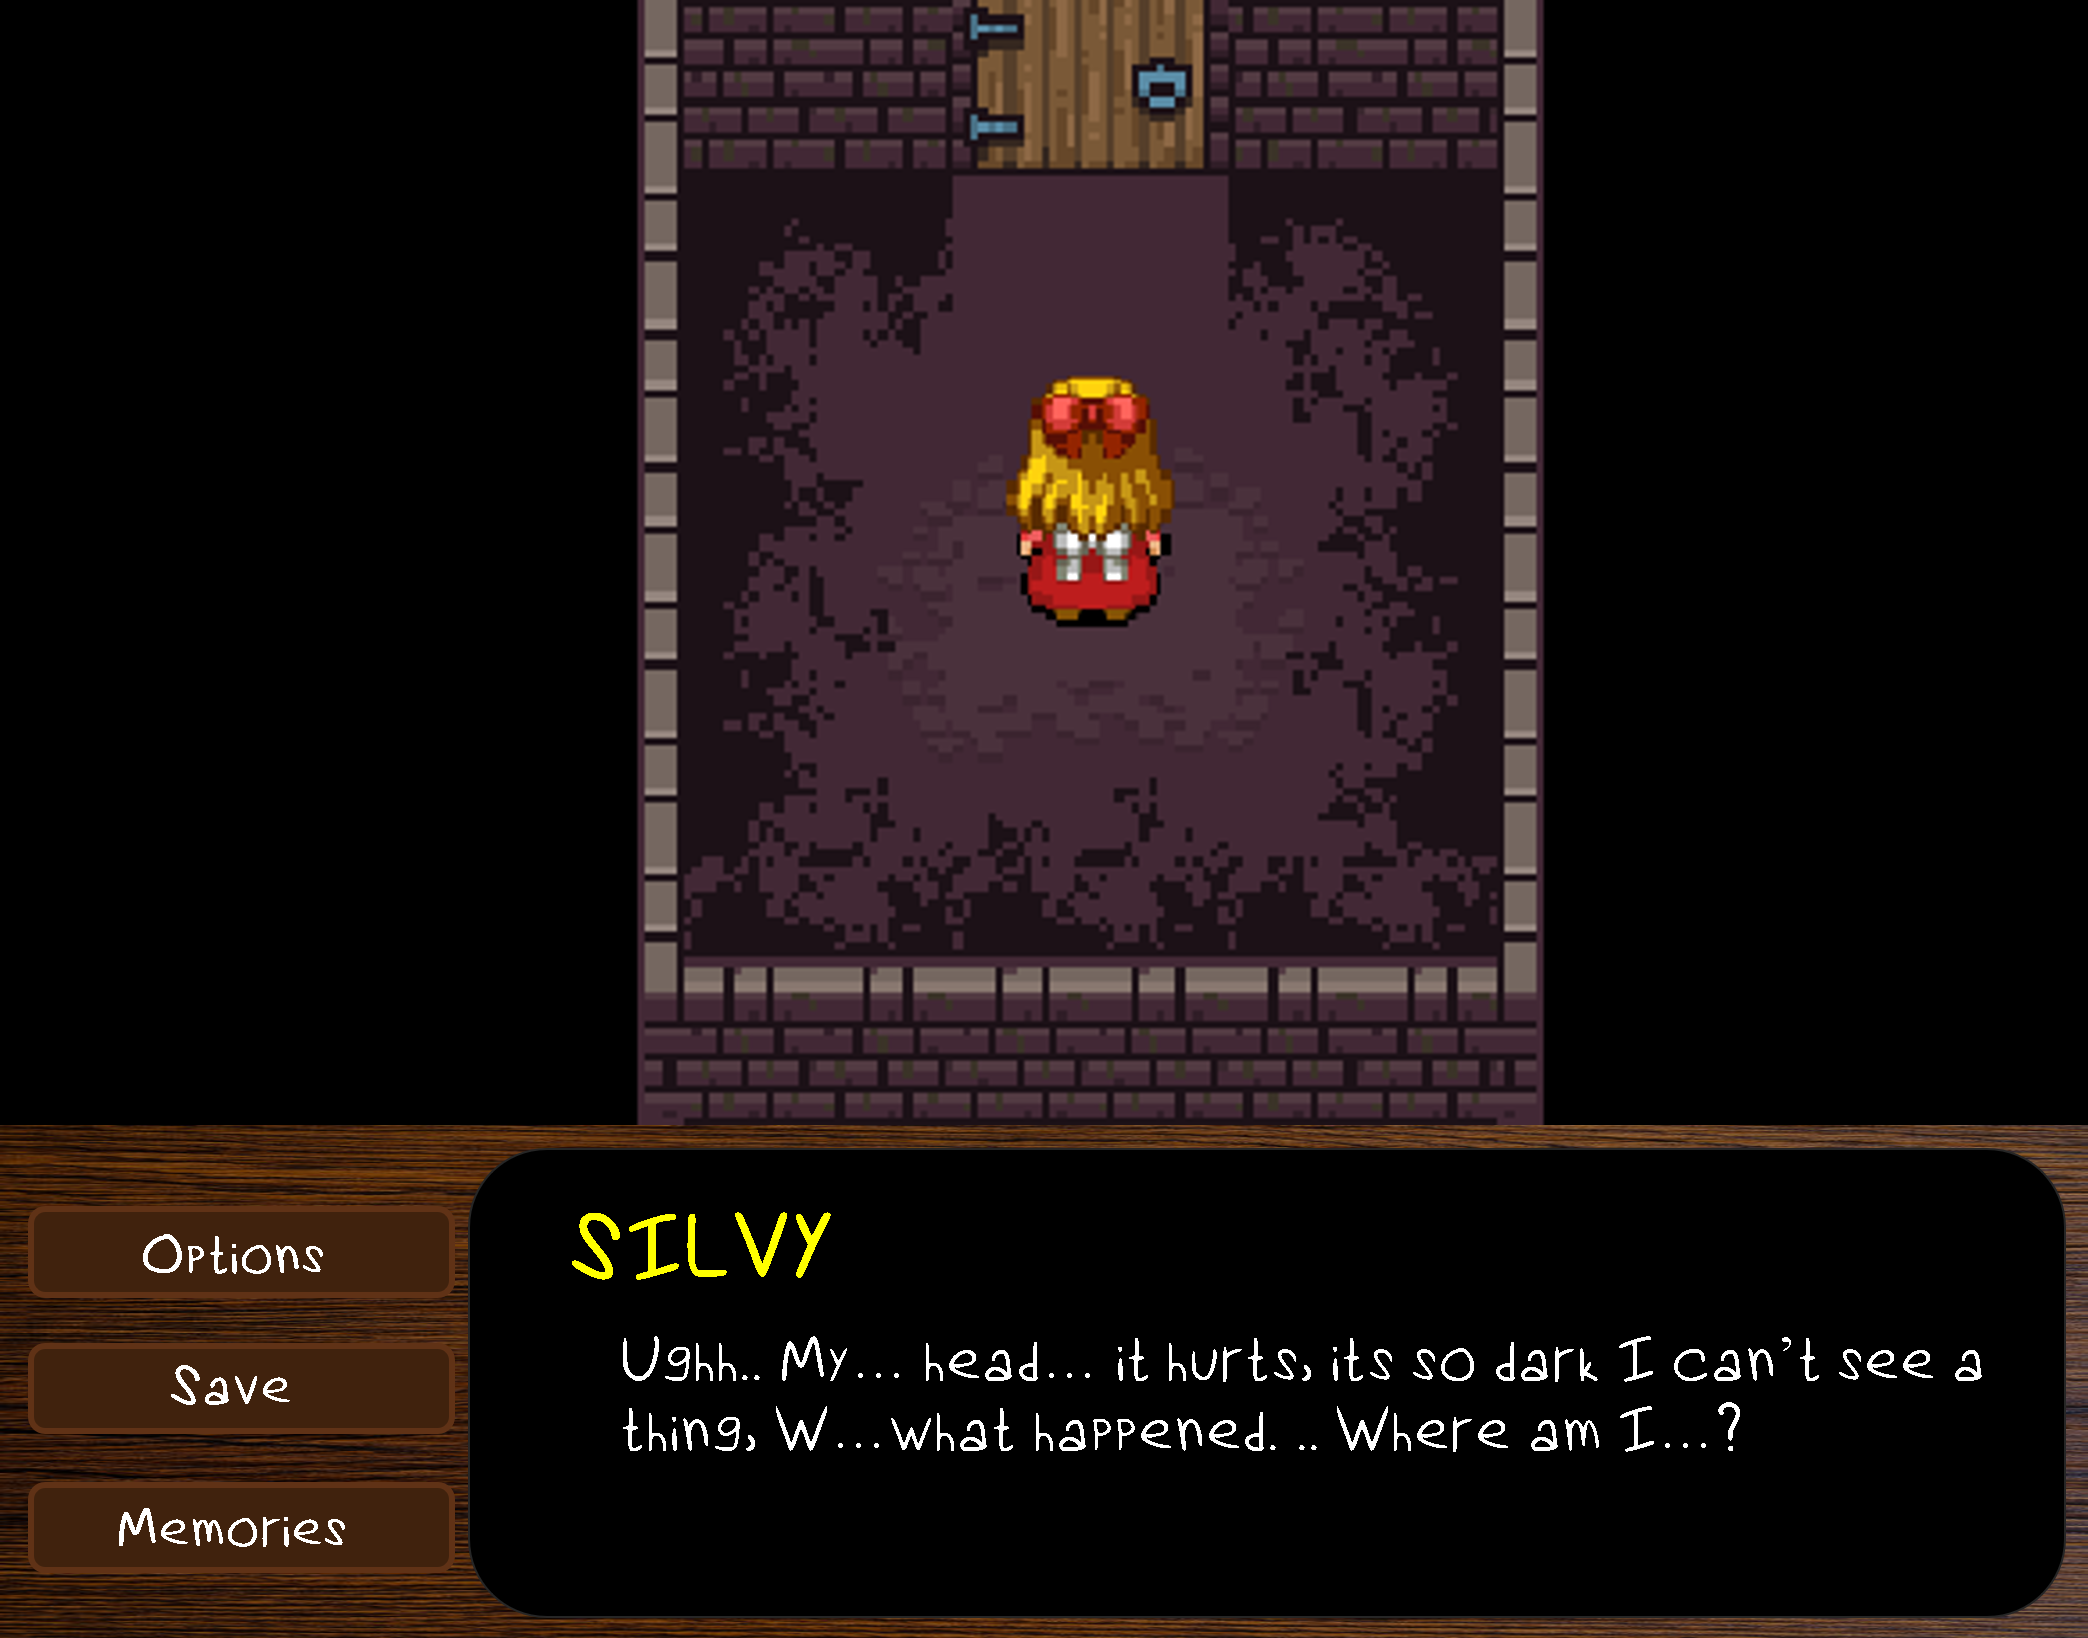 SILVY
Ughh.. My... head... it hurts, its so dark I can't see a
thing, W...what happened. .. Where am I...?
Options
Save
Memories